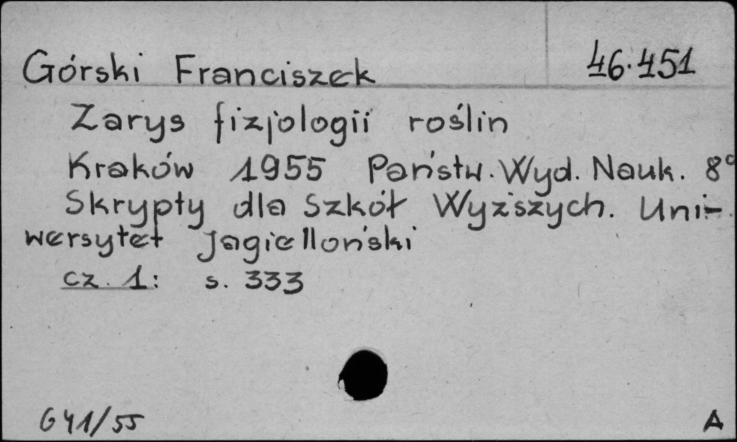 Górski Franciszek 46.451
Zarys fizjologii roślin
Kraków 1955 Państw. Wyd. Nauk. 8°
Skrypty dla Szkół Wyższych. Uni-
wersytet Jagielloński
cz. 1: s. 333
641/55 A